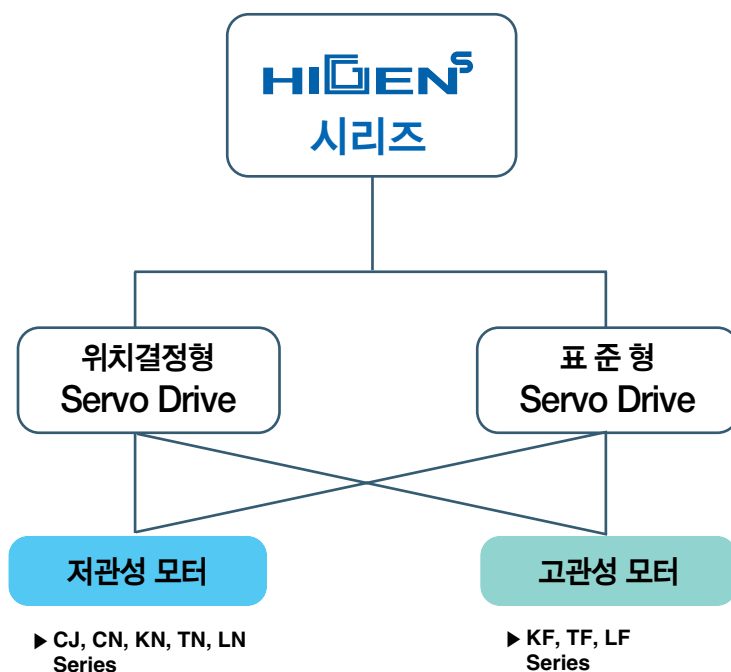 HIGEN S
시리즈
위치결정형
Servo Drive
표 준 형
Servo Drive
저관성 모터
▶ CJ, CN, KN, TN, LN
Series
고관성 모터
▶ KF, TF, LF
Series